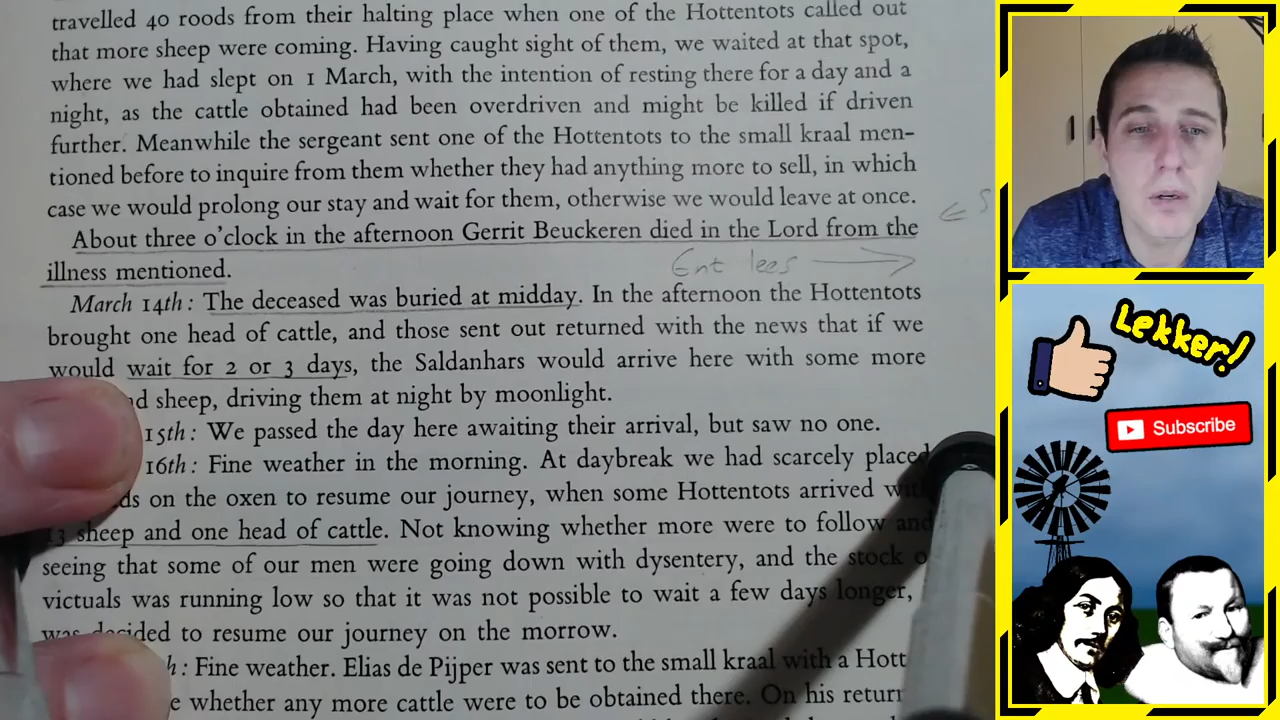 travelled 40 roods from their halting place when one of the Hottentots called out
that more sheep were coming. Having caught sight of them, we waited at that spot,
where we had slept on 1 March, with the intention of resting there for a day and a
night, as the cattle obtained had been overdriven and might be killed if driven
further. Meanwhile the sergeant sent one of the Hottentots to the small kraal men-
tioned before to inquire from them whether they had anything more to sell, in which
case we would prolong our stay and wait for them, otherwise we would leave at once.
About three o'clock in the afternoon Gerrit Beuckeren died in the Lord from the
illness mentioned.
lees
March 14th: The deceased was buried at midday. In the afternoon the Hottentots
brought one head of cattle, and those sent out returned with the news that if we
would wait for 2 or 3 days, the Saldanhars would arrive here with some more
sheep, driving them at night by moonlight.
15th: We passed the day here awaiting their arrival, but saw no one.
16th: Fine weather in the morning. At daybreak we had scarcely placed
on the oxen to resume our journey, when some Hottentots arrived with
13 sheep and one head of cattle. Not knowing whether more were to follow and
seeing that some of our men were going down with dysentery, and the stock o
victuals was running low so that it was not possible to wait a few days longer,
was decided to resume our journey on the morrow.
Fine weather. Elias de Pijper was sent to the small kraal with a Hott
whether any more cattle were to be obtained there. On his return
Lekker!
Subscribe